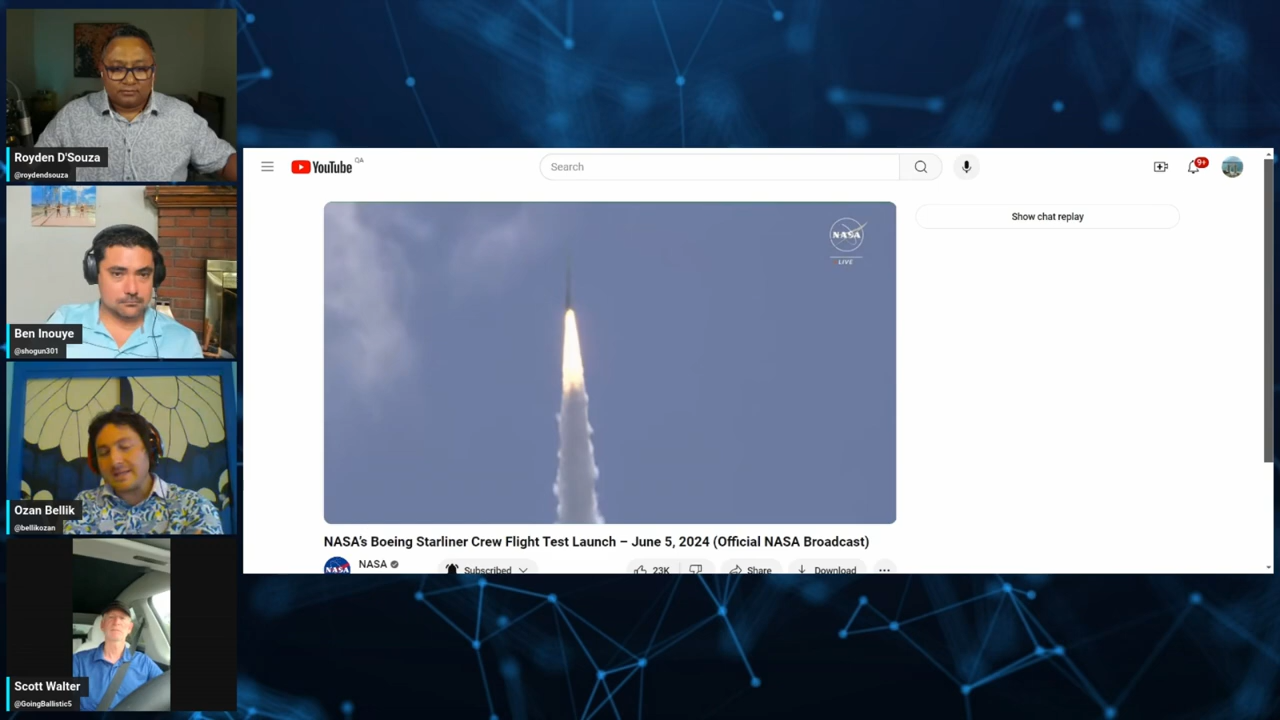 Royden D'Souza
@roydendsouza
Ben Inouye
@shogun301
Ozan Bellik
@bellikozan
Scott Walter
@GoingBallistic5
YouTube QA
Search
9+
NASA
LIVE
Show chat replay
NASA's Boeing Starliner Crew Flight Test Launch – June 5, 2024 (Official NASA Broadcast)
NASA
NASA
Subscribed
23K
Share
Download